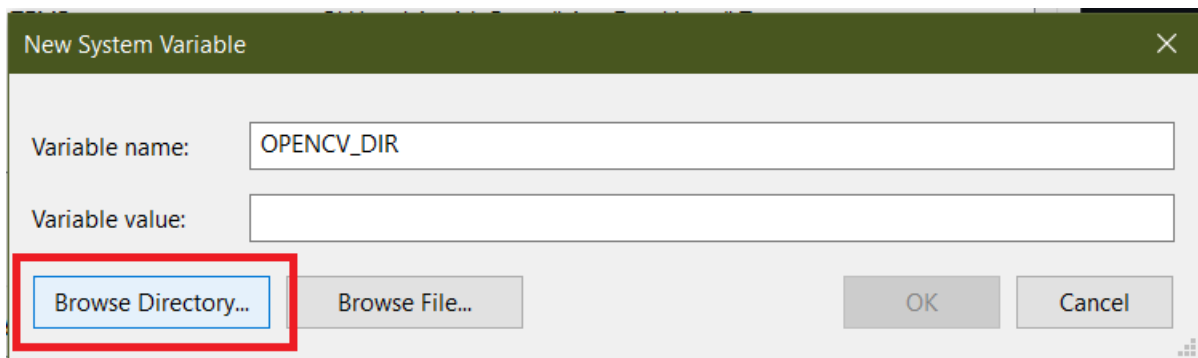 New System Variable
Variable name:
OPENCV_DIR
Variable value:
Browse Directory...
Browse File...
OK
Cancel